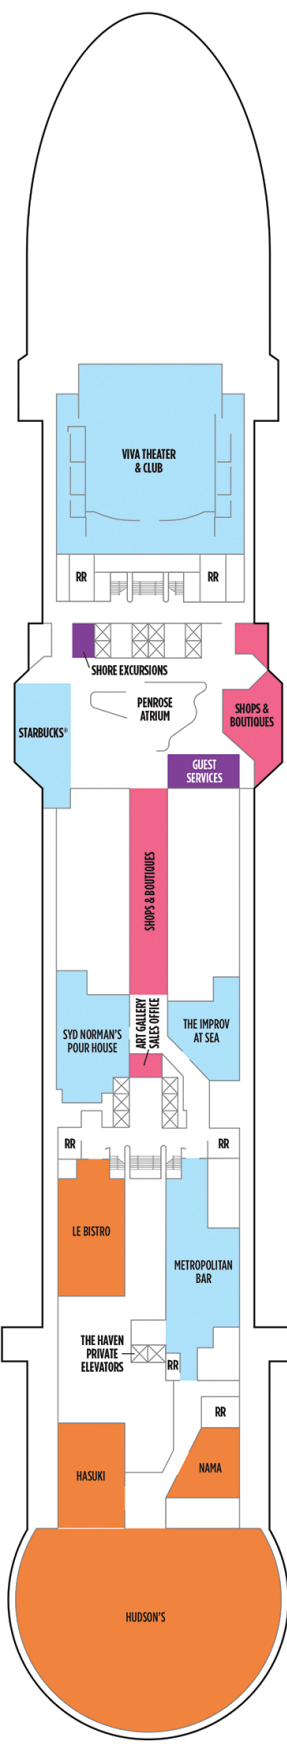 VIVA THEATER
& CLUB
RR
RR
SHORE EXCURSIONS
PENROSE
ATRIUM
STARBUCKS®
SHOPS &
BOUTIQUES
GUEST
SERVICES
SHOPS & BOUTIQUES
ART GALLERY
SALES OFFICE
SYD NORMAN'S
POUR HOUSE
THE IMPROV
AT SEA
RR
RR
LE BISTRO
METROPOLITAN
BAR
THE HAVEN
PRIVATE
ELEVATORS
RR
RR
HASUKI
NAMA
HUDSON'S